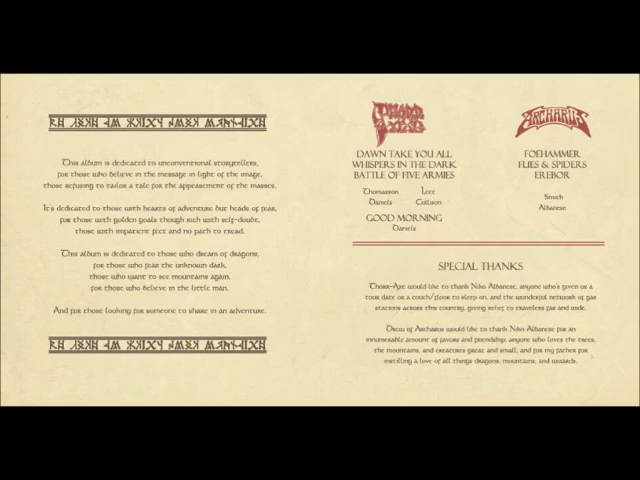 This album is dedicated to unconventional storytellers,
for those who believe in the message in light of the image,
those refusing to tailor a tale for the appeasement of the masses.
It's dedicated to those with hearts of adventure but heads of fear,
for those with golden goals though rich with self-doubt,
those with impatient feet and no path to tread.
This album is dedicated to those who dream of dragons,
for those who fear the unknown dark,
those who want to see mountains again,
for those who believe in the little man.
And for those looking for someone to share in an adventure.
DAWN TAKE YOU ALL
WHISPERS IN THE DARK
BATTLE OF FIVE ARMIES
Thomasson Lett
Daniels Cullison
GOOD MORNING
Daniels
ARCHARUS
FOEHAMMER
FLIES & SPIDERS
EREBOR
Smith
Albanese
SPECIAL THANKS
Thorr-Axe would like to thank Niko Albanese, anyone who's given us a
tour date or a couch/floor to sleep on, and the wonderful network of gas
stations across this country, giving relief to travelers far and wide.
Drew of Archarus would like to thank Niko Albanese for an
innumerable amount of favors and friendship, anyone who loves the trees,
the mountains, and creatures great and small, and for my father for
instilling a love of all things dragons, mountains, and wizards.